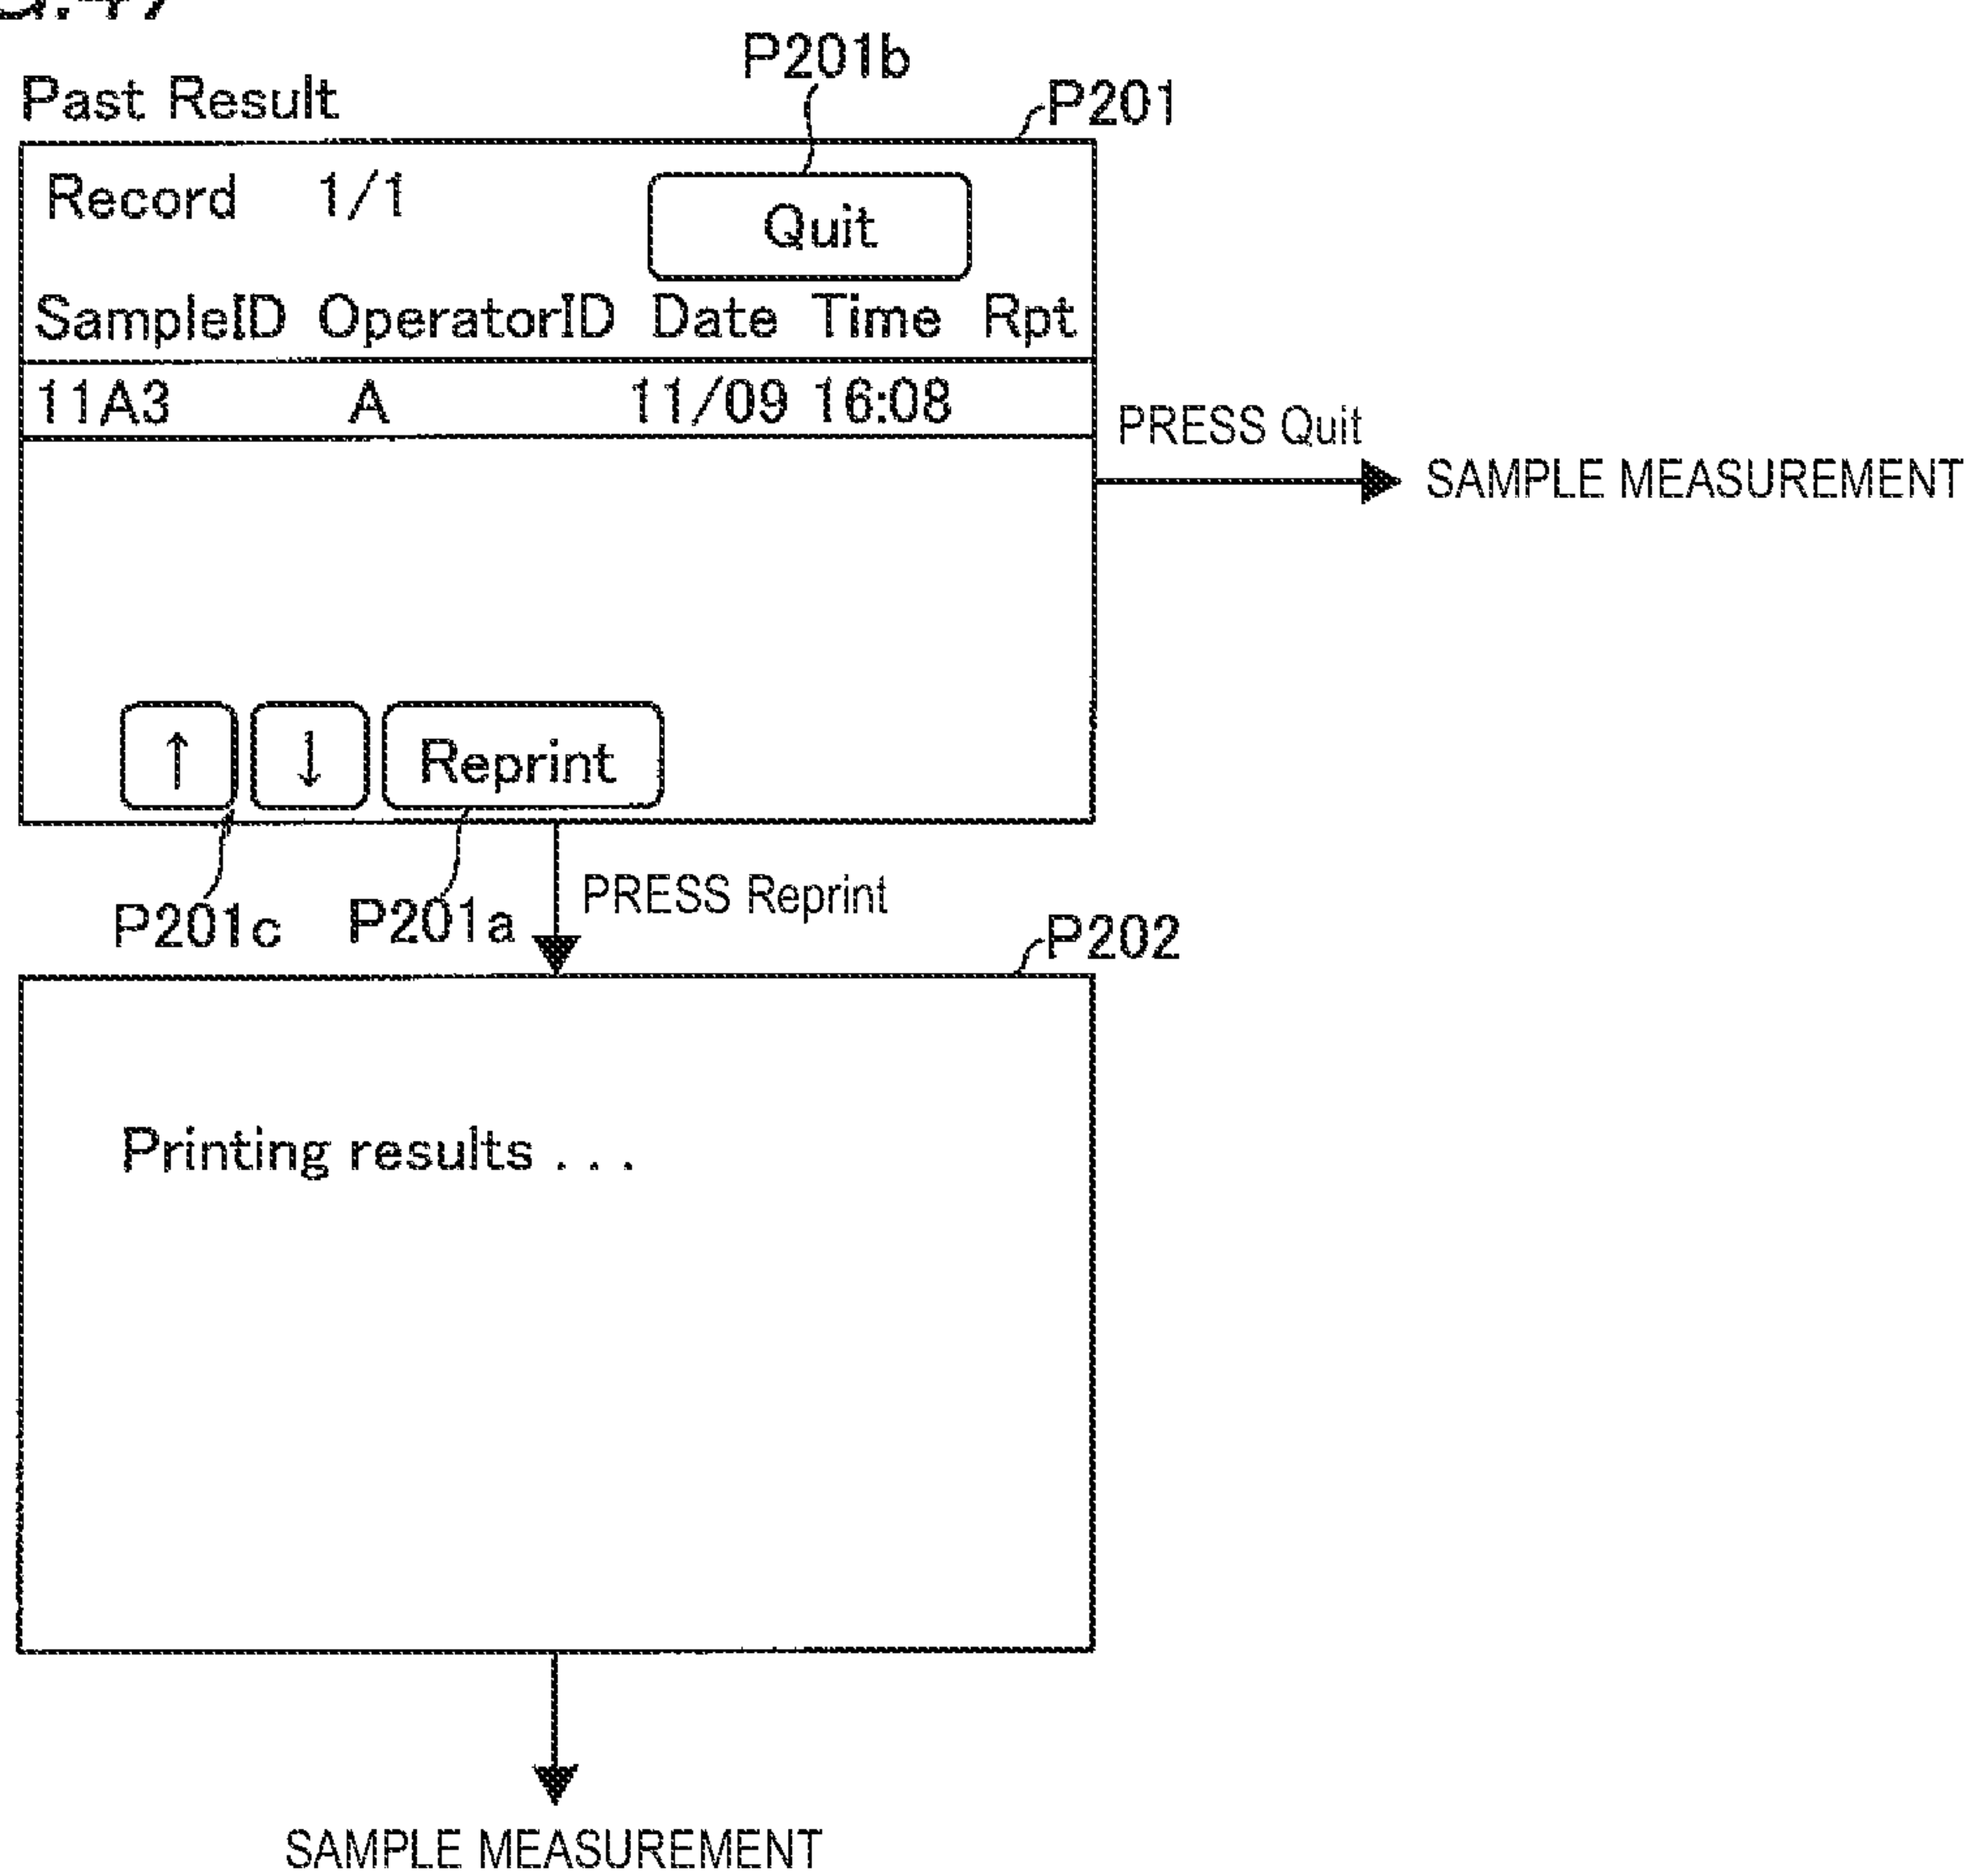 P201b
Past Result
P201
Record 1/1
Quit
SampleID OperatorID Date Time Rpt
11A3 A 11/09 16:08
PRESS Quit
SAMPLE MEASUREMENT
↑ ↓ Reprint
PRESS Reprint
P201c P201a
P202
Printing results . . .
SAMPLE MEASUREMENT